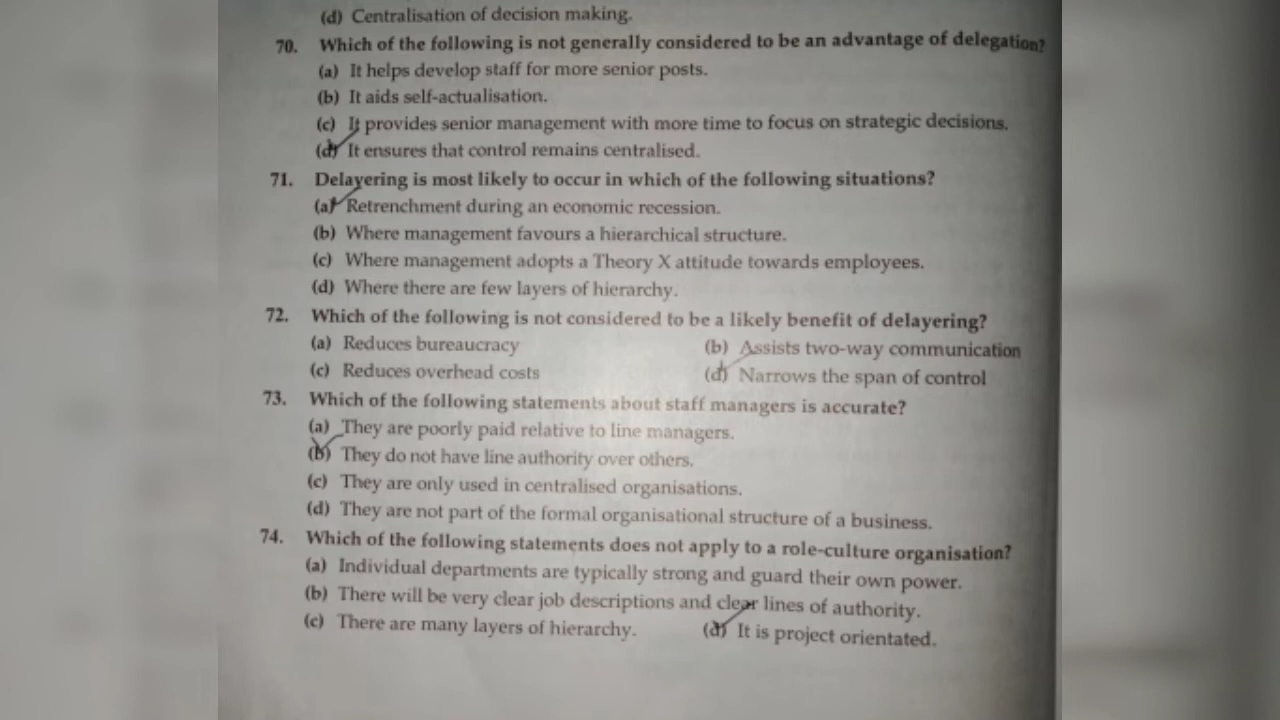 (d) Centralisation of decision making.
70. Which of the following is not generally considered to be an advantage of delegation?
(a) It helps develop staff for more senior posts.
(b) It aids self-actualisation.
(c) It provides senior management with more time to focus on strategic decisions.
(d) It ensures that control remains centralised.
71. Delayering is most likely to occur in which of the following situations?
(a) Retrenchment during an economic recession.
(b) Where management favours a hierarchical structure.
(c) Where management adopts a Theory X attitude towards employees.
(d) Where there are few layers of hierarchy.
72. Which of the following is not considered to be a likely benefit of delayering?
(a) Reduces bureaucracy (b) Assists two-way communication
(c) Reduces overhead costs (d) Narrows the span of control
73. Which of the following statements about staff managers is accurate?
(a) They are poorly paid relative to line managers.
(b) They do not have line authority over others.
(c) They are only used in centralised organisations.
(d) They are not part of the formal organisational structure of a business.
74. Which of the following statements does not apply to a role-culture organisation?
(a) Individual departments are typically strong and guard their own power.
(b) There will be very clear job descriptions and clear lines of authority.
(c) There are many layers of hierarchy. (d) It is project orientated.